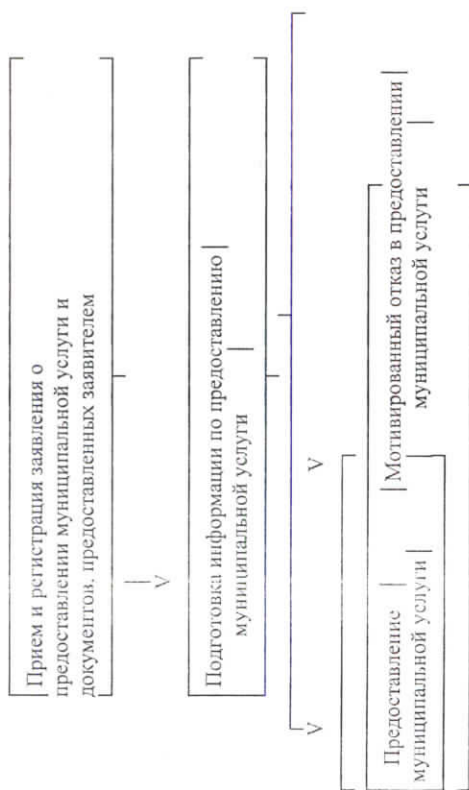 Прием и регистрация заявления о
предоставлении муниципальной услуги и
документов, предоставленных заявителем
V
Подготовка информации по предоставлению
муниципальной услуги
V
V
Предоставление
муниципальной услуги
Мотивированный отказ в предоставлении
муниципальной услуги